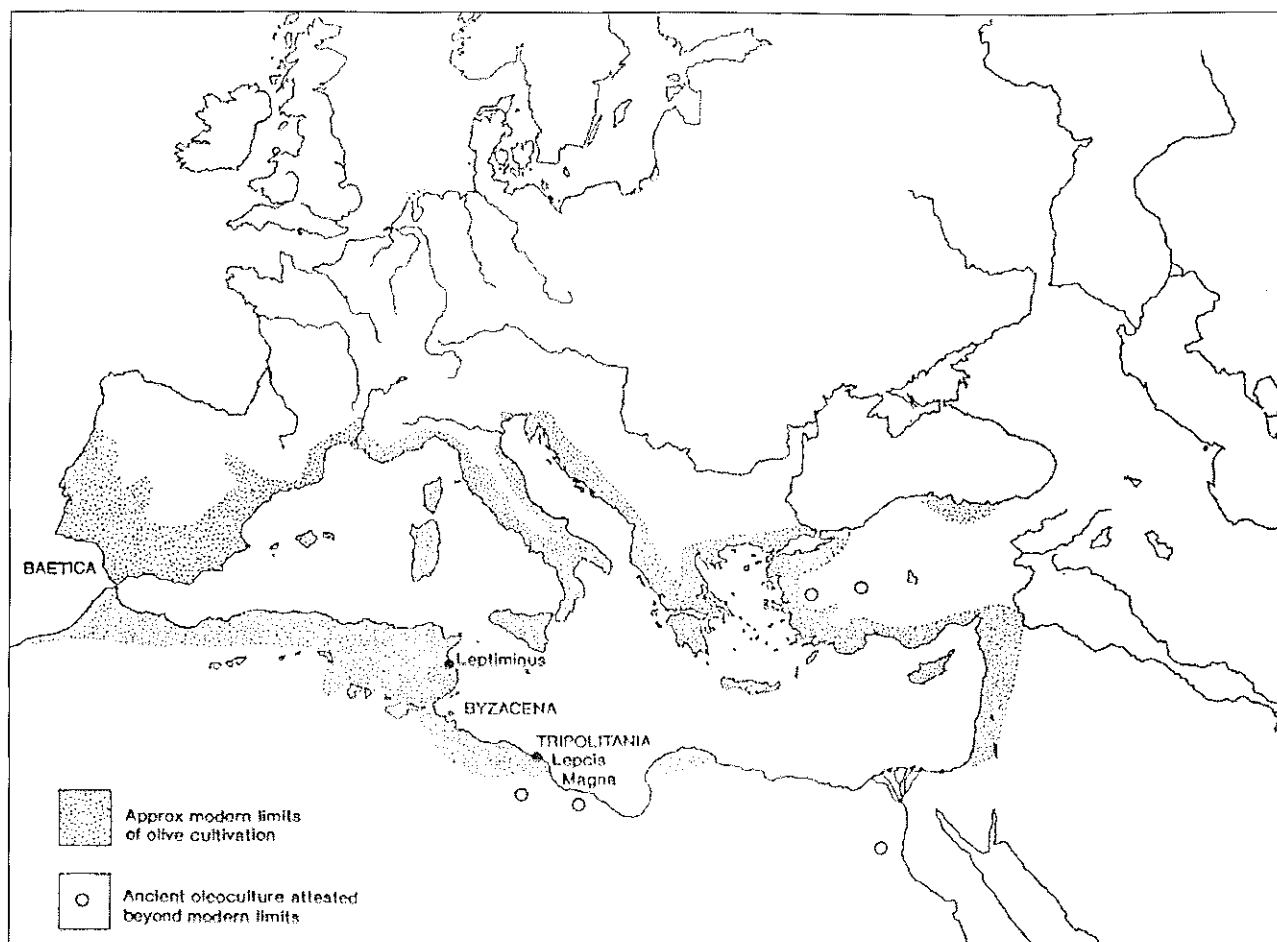 BAETICA
Leptiminus
BYZACENA
TRIPOLITANIA
Lepcis
Magna
Approx modern limits
of olive cultivation
Ancient oleoculture attested
beyond modern limits